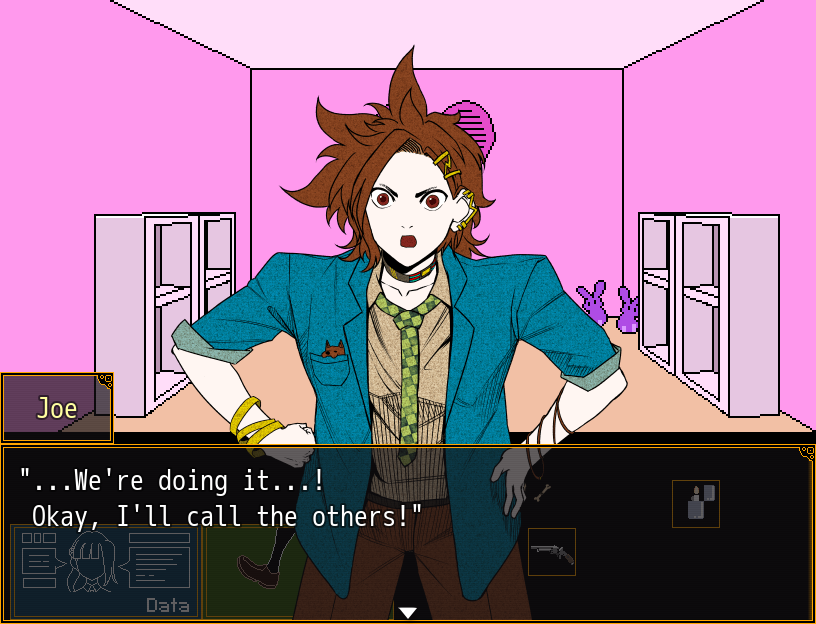 Joe
"...We're doing it...!
Okay, I'll call the others!"
Data